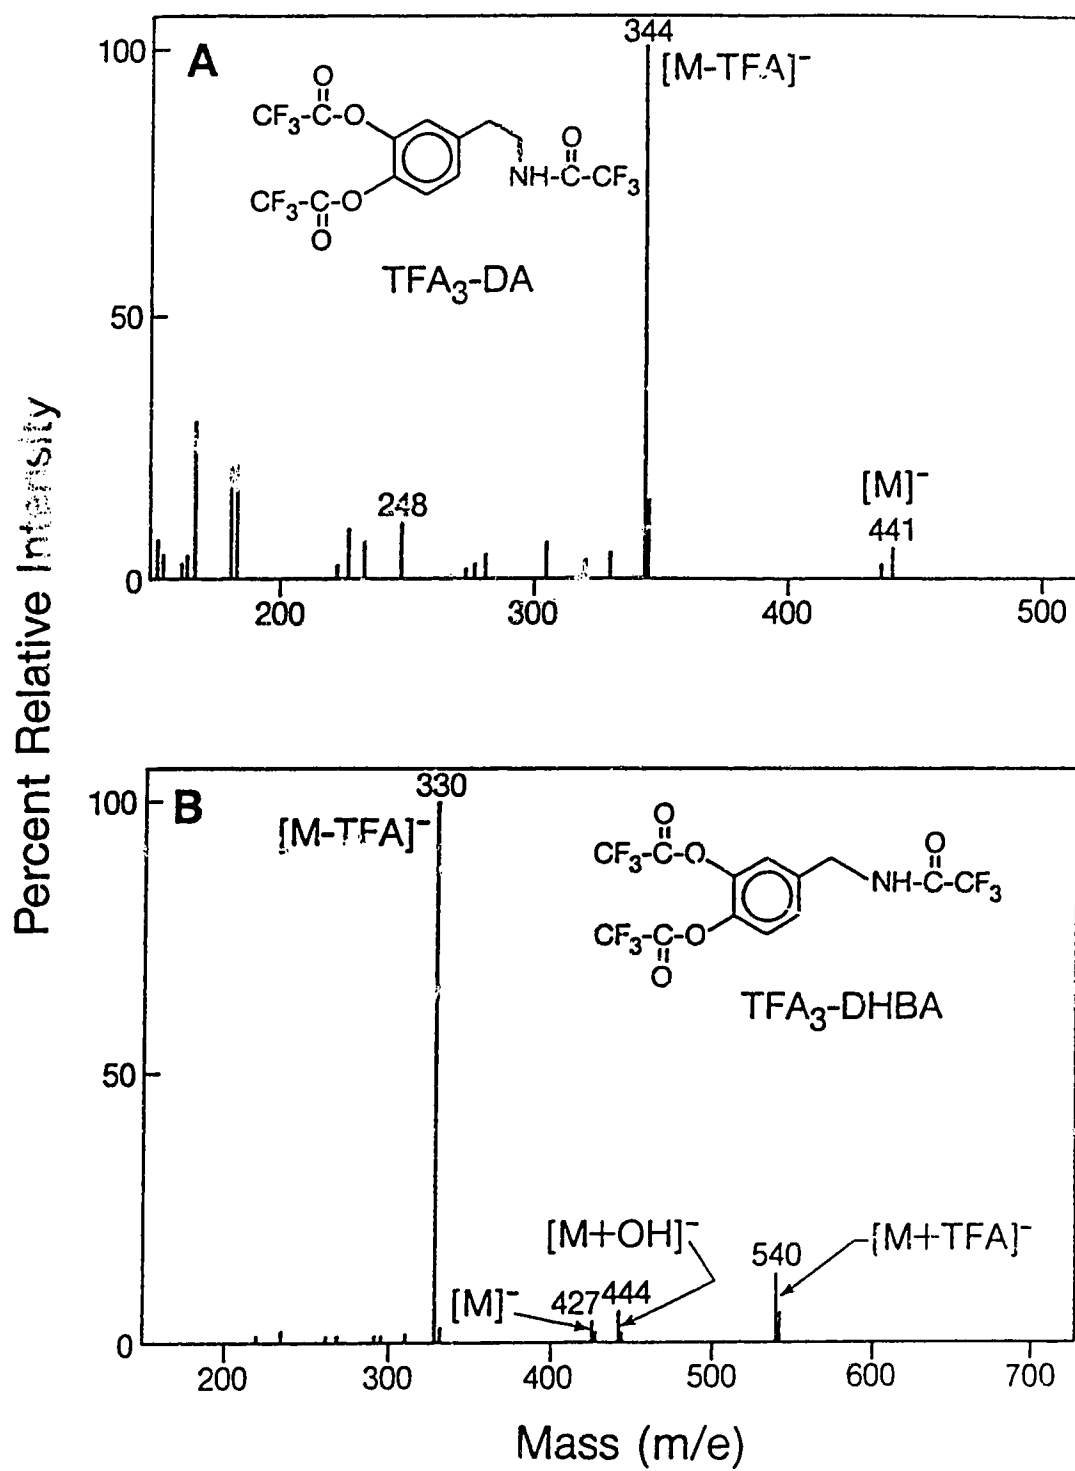 Percent Relative Intensity
A
344
[M-TFA]⁻
100
50
0
CF₃-C-O
O
O
CF₃-C-O
O
NH-C-CF₃
TFA₃-DA
248
[M]⁻
441
200
300
400
500
B
330
[M-TFA]⁻
100
50
0
O
CF₃-C-O
CF₃-C-O
O
O
NH-C-CF₃
TFA₃-DHBA
[M+OH]⁻
540
[M+TFA]⁻
[M]⁻
427
444
200
300
400
500
600
700
Mass (m/e)